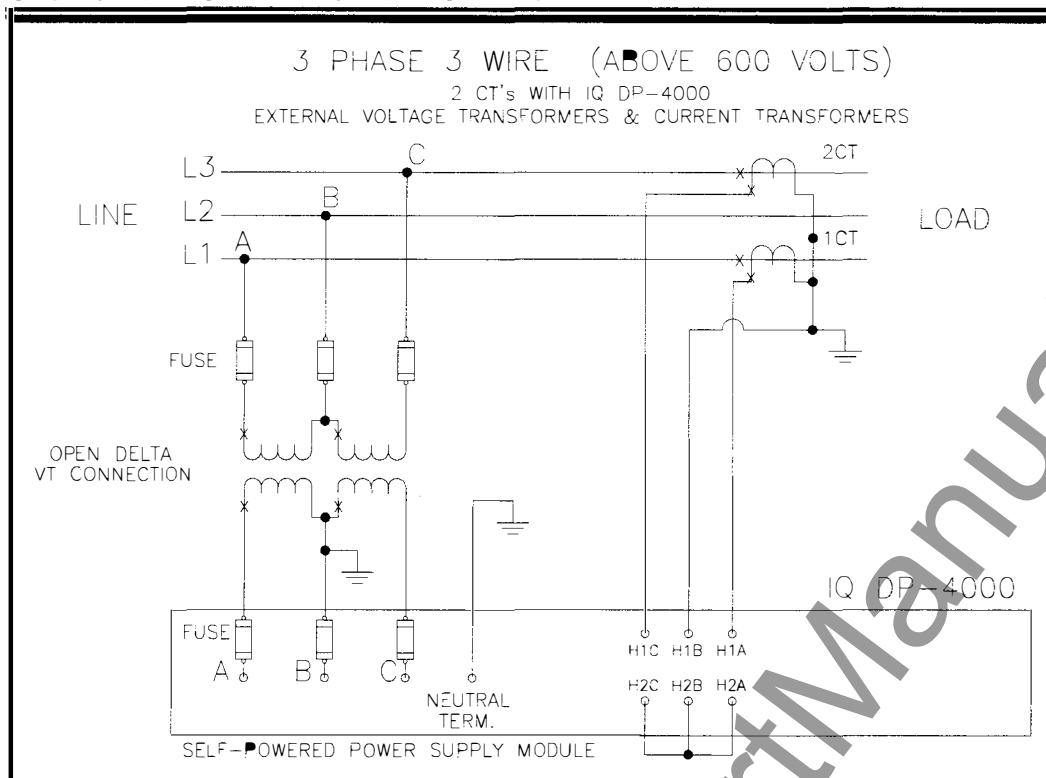 3 PHASE 3 WIRE (ABOVE 600 VOLTS)
2 CT's WITH IQ DP-4000
EXTERNAL VOLTAGE TRANSFORMERS & CURRENT TRANSFORMERS
C
2CT
L3
B
LINE
L2
LOAD
A
1CT
L1
FUSE
OPEN DELTA
VT CONNECTION
IQ DP-4000
FUSE
A
B
C
H1C H1B H1A
H2C H2B H2A
NEUTRAL
TERM.
SELF-POWERED POWER SUPPLY MODULE